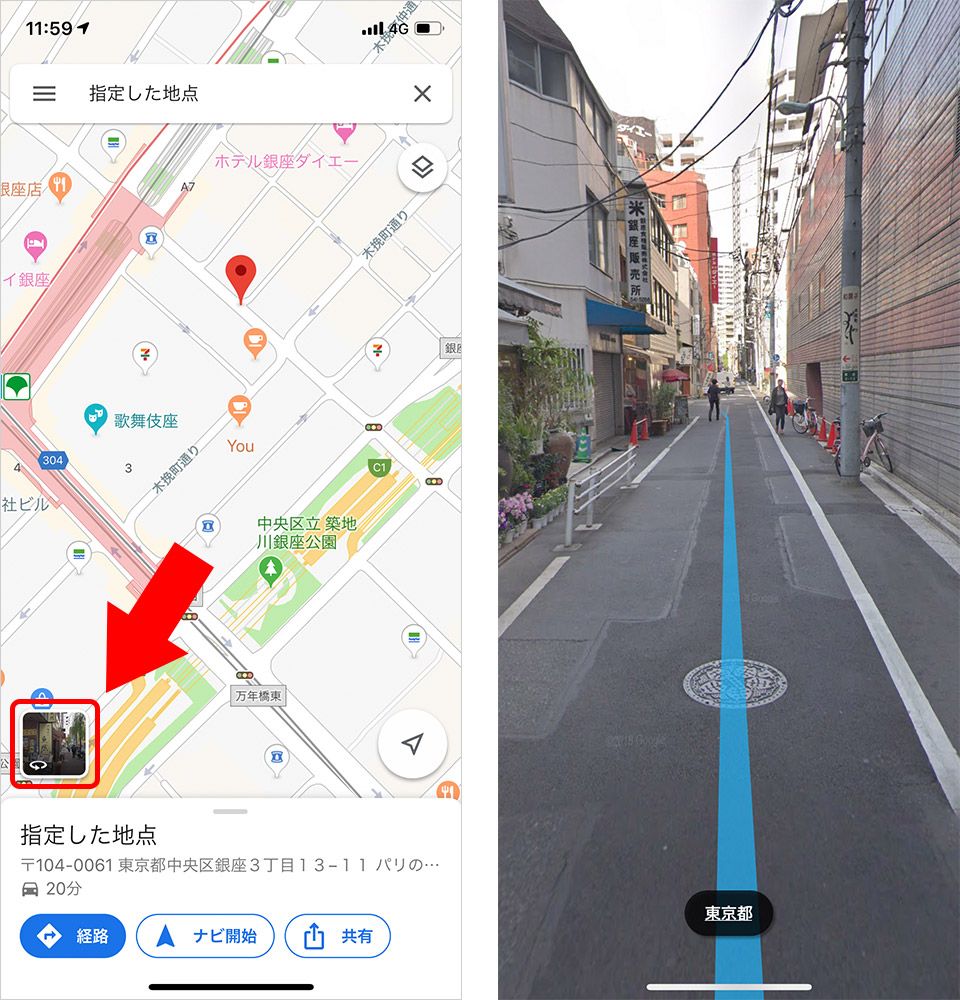 11:59
4G
木挽仲通
指定した地点
ホテル銀座ダイエー
A7
銀座店
木挽町通り
イ銀座
銀座
歌舞伎座
You
304
4
3
C1
木挽町通り
社ビル
中央区立 築地
川銀座公園
万年橋東
公
指定した地点
〒104-0061 東京都中央区銀座３丁目１３−１１ パリの…
20分
経路
ナビ開始
共有
ダイエー
米
銀座販売所
©2018 Google
東京都